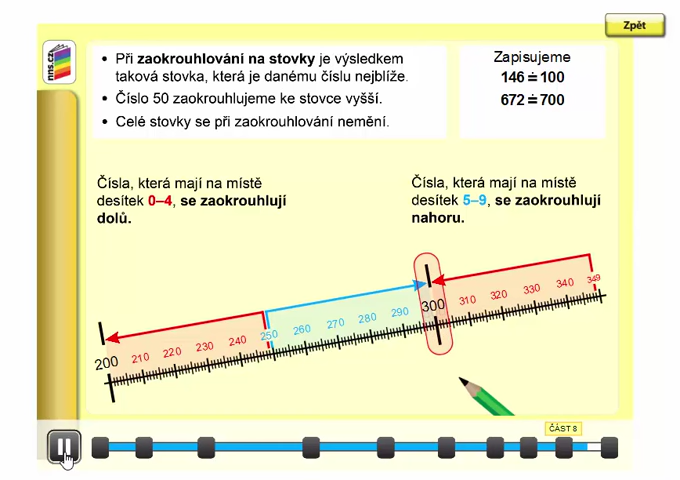 Zpět
nns.cz
• Při zaokrouhlování na stovky je výsledkem
taková stovka, která je danému číslu nejblíže.
• Číslo 50 zaokrouhlujeme ke stovce vyšší.
• Celé stovky se při zaokrouhlování nemění.
Zapisujeme
146 ≐ 100
672 ≐ 700
Čísla, která mají na místě
desítek 0–4, se zaokrouhlují
dolů.
Čísla, která mají na místě
desítek 5–9, se zaokrouhlují
nahoru.
200 210 220 230 240 250 260 270 280 290 300 310 320 330 340 349
ČÁST 8